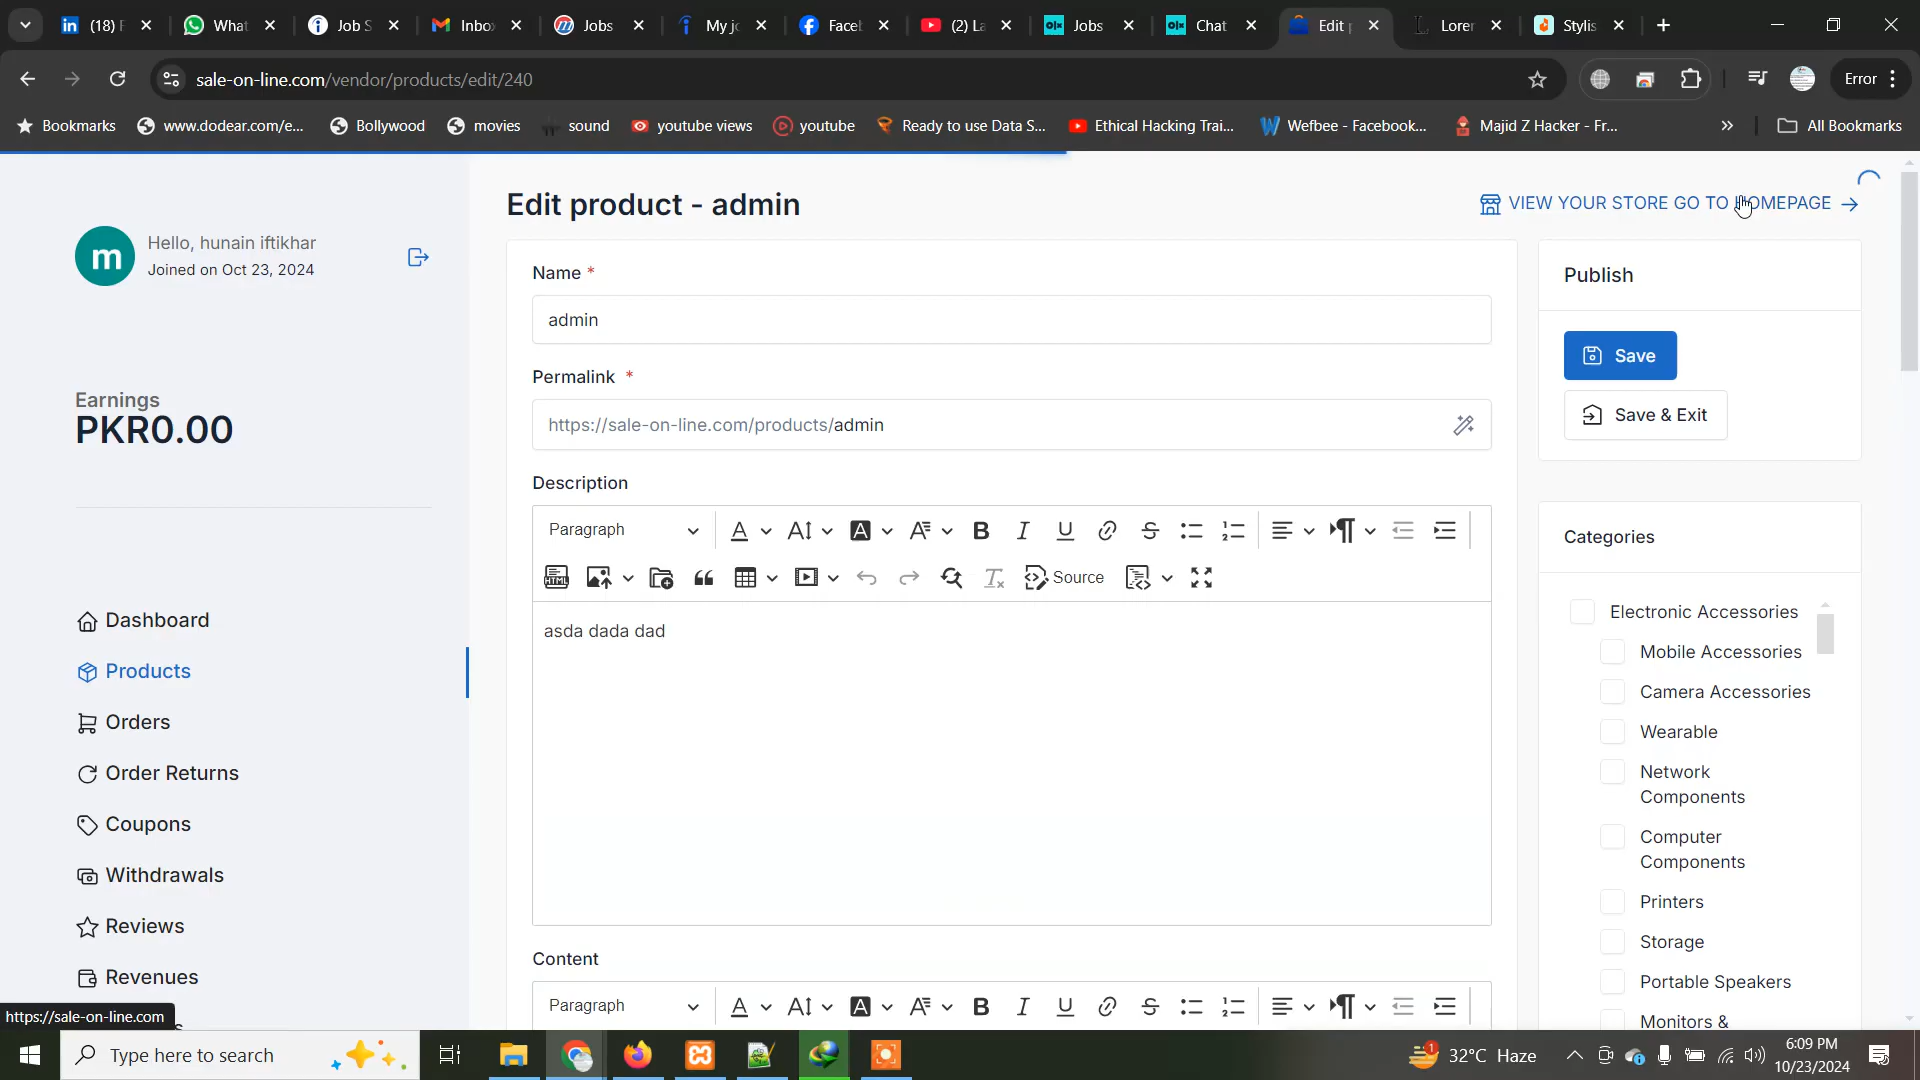 (18) F
What
Job S
Inbo
Jobs
My jo
Faceb
(2) La
Jobs
Chat
Edit p
Lorem
Stylis
sale-on-line.com/vendor/products/edit/240
Error
Bookmarks
www.dodear.com/e...
Bollywood
movies
sound
youtube views
youtube
Ready to use Data S...
Ethical Hacking Trai...
Wefbee - Facebook...
Majid Z Hacker - Fr...
All Bookmarks
m
Hello, hunain iftikhar
Joined on Oct 23, 2024
Earnings
PKR0.00
Dashboard
Products
Orders
Order Returns
Coupons
Withdrawals
Reviews
Revenues
https://sale-on-line.com
Edit product - admin
VIEW YOUR STORE GO TO HOMEPAGE
Name *
admin
Permalink *
https://sale-on-line.com/products/admin
Description
Paragraph
Source
asda dada dad
Content
Paragraph
Publish
Save
Save & Exit
Categories
Electronic Accessories
Mobile Accessories
Camera Accessories
Wearable
Network
Components
Computer
Components
Printers
Storage
Portable Speakers
Monitors &
Type here to search
32°C Haze
6:09 PM
10/23/2024